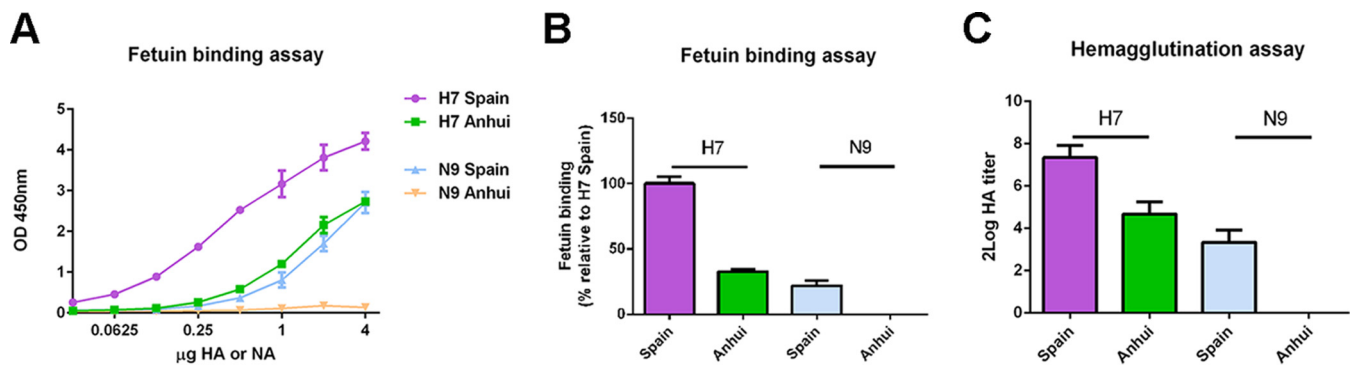 A
Fetuin binding assay
OD 450nm
5
4
3
2
1
0
0.0625
0.25
1
4
µg HA or NA
H7 Spain
H7 Anhui
N9 Spain
N9 Anhui
B
Fetuin binding assay
Fetuin binding
(% relative to H7 Spain)
150
100
50
0
H7
N9
Spain
Anhui
Spain
Anhui
C
Hemagglutination assay
2Log HA titer
10
8
6
4
2
0
H7
N9
Spain
Anhui
Spain
Anhui